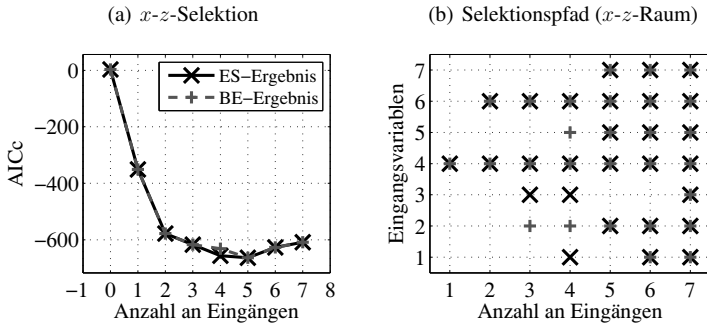 (a) x-z-Selektion
0
−200
−400
−600
AICc
ES−Ergebnis
BE−Ergebnis
−1 0 1 2 3 4 5 6 7 8
Anzahl an Eingängen
(b) Selektionspfad (x-z-Raum)
7
6
5
4
3
2
1
Eingangsvariablen
1 2 3 4 5 6 7
Anzahl an Eingängen